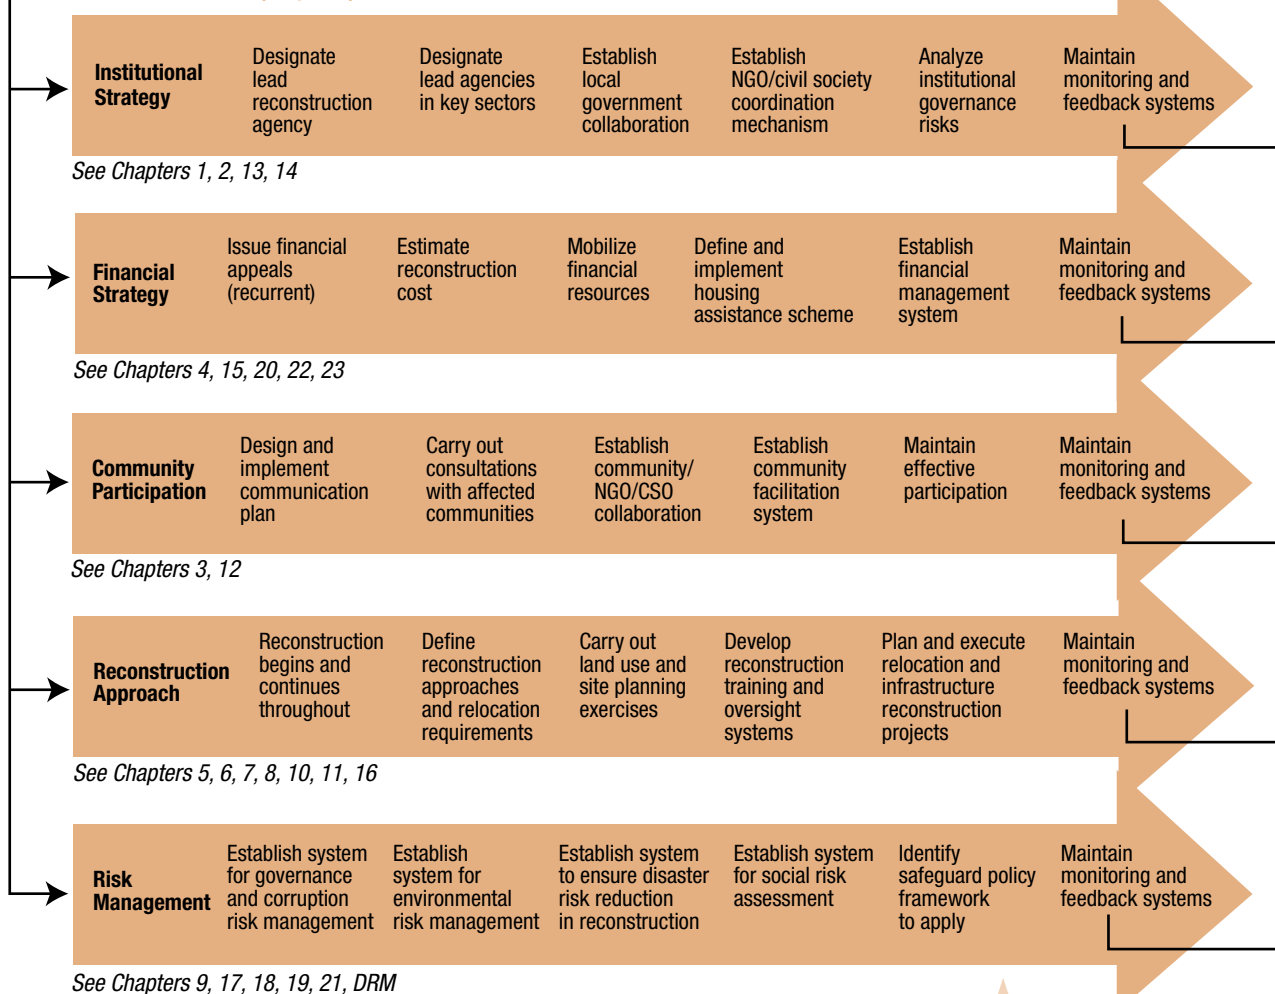 Institutional
Strategy
Designate
lead
reconstruction
agency
Designate
lead agencies
in key sectors
Establish
local
government
collaboration
Establish
NGO/civil society
coordination
mechanism
Analyze
institutional
governance
risks
Maintain
monitoring and
feedback systems
See Chapters 1, 2, 13, 14
Financial
Strategy
Issue financial
appeals
(recurrent)
Estimate
reconstruction
cost
Mobilize
financial
resources
Define and
implement
housing
assistance scheme
Establish
financial
management
system
Maintain
monitoring and
feedback systems
See Chapters 4, 15, 20, 22, 23
Community
Participation
Design and
implement
communication
plan
Carry out
consultations
with affected
communities
Establish
community/
NGO/CSO
collaboration
Establish
community
facilitation
system
Maintain
effective
participation
Maintain
monitoring and
feedback systems
See Chapters 3, 12
Reconstruction
Approach
Reconstruction
begins and
continues
throughout
Define
reconstruction
approaches
and relocation
requirements
Carry out
land use and
site planning
exercises
Develop
reconstruction
training and
oversight
systems
Plan and execute
relocation and
infrastructure
reconstruction
projects
Maintain
monitoring and
feedback systems
See Chapters 5, 6, 7, 8, 10, 11, 16
Risk
Management
Establish system
for governance
and corruption
risk management
Establish
system for
environmental
risk management
Establish system
to ensure disaster
risk reduction
in reconstruction
Establish system
for social risk
assessment
Identify
safeguard policy
framework
to apply
Maintain
monitoring and
feedback systems
See Chapters 9, 17, 18, 19, 21, DRM